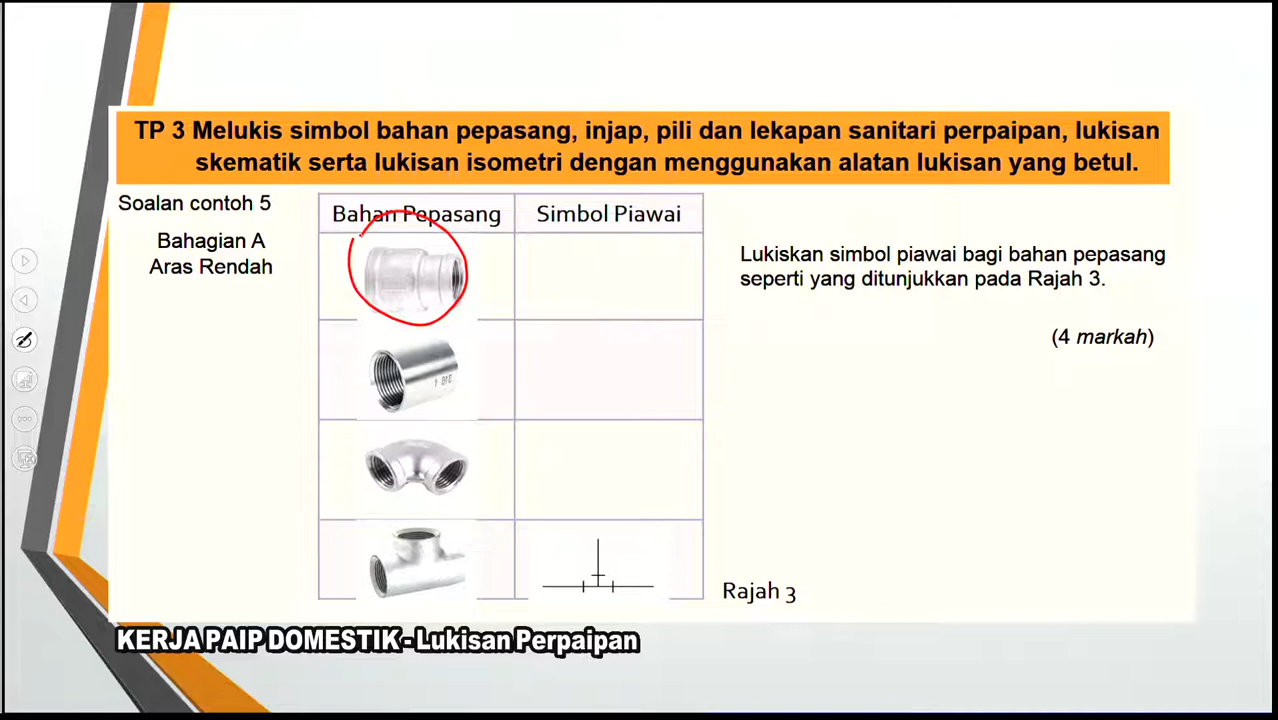 TP 3 Melukis simbol bahan pepasang, injap, pili dan lekapan sanitari perpaipan, lukisan
skematik serta lukisan isometri dengan menggunakan alatan lukisan yang betul.
Soalan contoh 5
Bahagian A
Aras Rendah
Bahan Pepasang
Simbol Piawai
Lukiskan simbol piawai bagi bahan pepasang
seperti yang ditunjukkan pada Rajah 3.
(4 markah)
Rajah 3
KERJA PAIP DOMESTIK - Lukisan Perpaipan